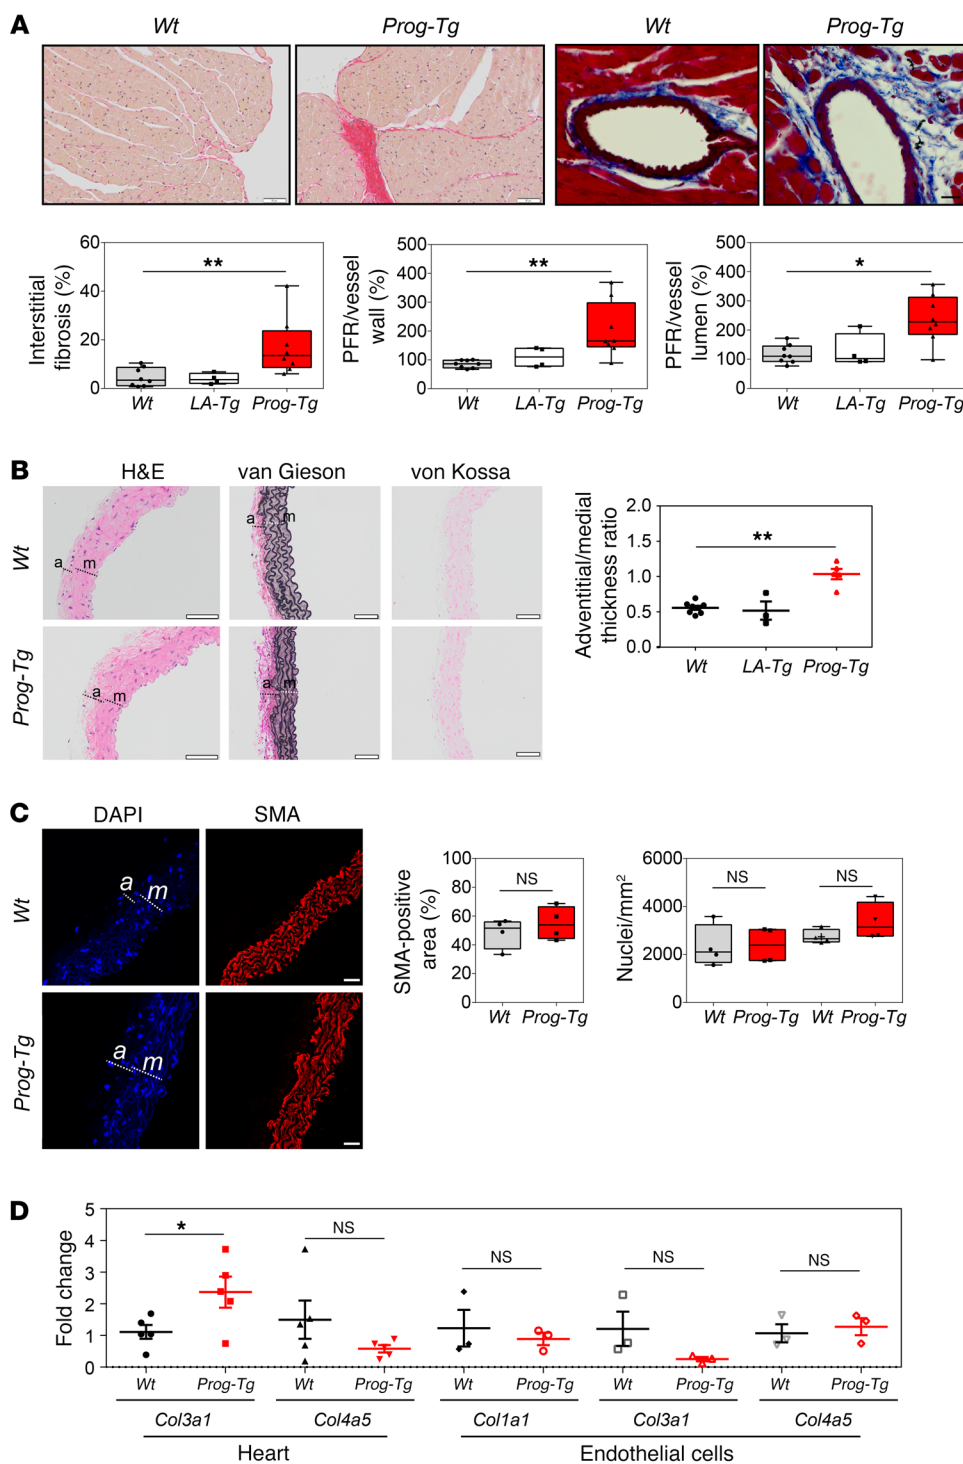 A
Wt
Prog-Tg
Wt
Prog-Tg
Interstitial
fibrosis (%)
60
40
20
0
**
Wt
LA-Tg
Prog-Tg
PFR/vessel
wall (%)
500
400
300
200
100
0
**
Wt
LA-Tg
Prog-Tg
PFR/vessel
lumen (%)
500
400
300
200
100
0
*
Wt
LA-Tg
Prog-Tg
B
H&E
van Gieson
von Kossa
Wt
a
m
a
m
Prog-Tg
a
m
a
m
Adventitial/medial
thickness ratio
2.0
1.5
1.0
0.5
0.0
**
Wt
LA-Tg
Prog-Tg
C
DAPI
SMA
Wt
a
m
Prog-Tg
a
m
SMA-positive
area (%)
100
80
60
40
20
0
NS
Wt
Prog-Tg
Nuclei/mm²
6000
4000
2000
0
NS
NS
Wt
Prog-Tg
Wt
Prog-Tg
D
Fold change
5
4
3
2
1
0
*
NS
NS
NS
NS
Wt
Prog-Tg
Wt
Prog-Tg
Wt
Prog-Tg
Wt
Prog-Tg
Wt
Prog-Tg
Col3a1
Col4a5
Col1a1
Col3a1
Col4a5
Heart
Endothelial cells